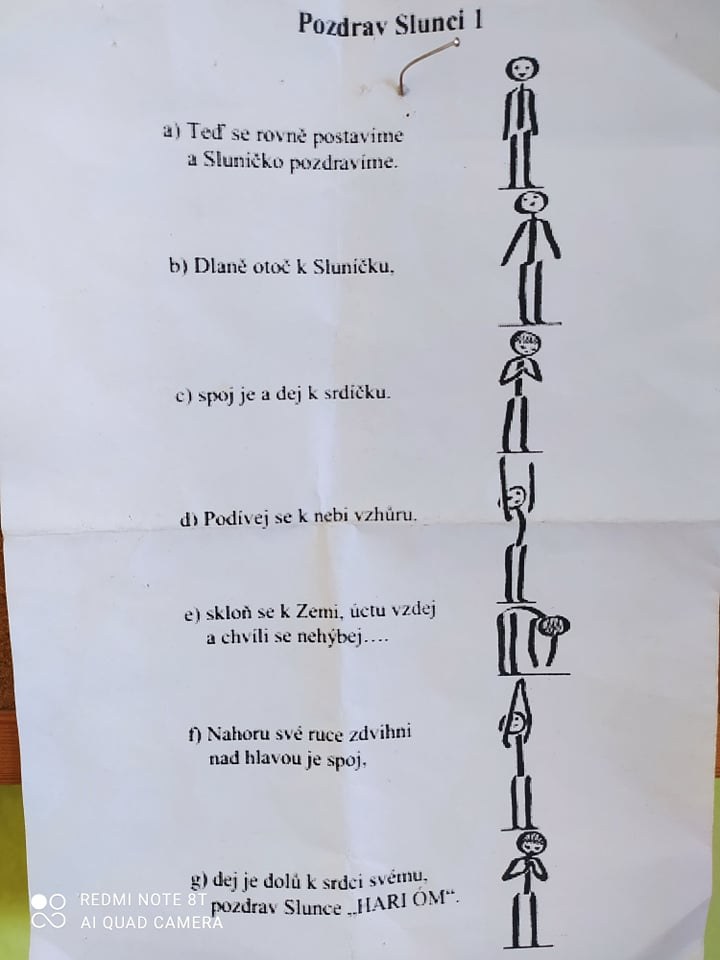 Pozdrav Slunci 1
a) Teď se rovně postavíme
a Sluníčko pozdravíme.
b) Dlaně otoč k Sluníčku,
c) spoj je a dej k srdíčku.
d) Podívej se k nebi vzhůru.
e) skloň se k Zemi, úctu vzdej
a chvíli se nehýbej....
f) Nahoru své ruce zdvihni
nad hlavou je spoj,
g) dej je dolů k srdci svému,
pozdrav Slunce „HARI ÓM“.
REDMI NOTE 8T
AI QUAD CAMERA